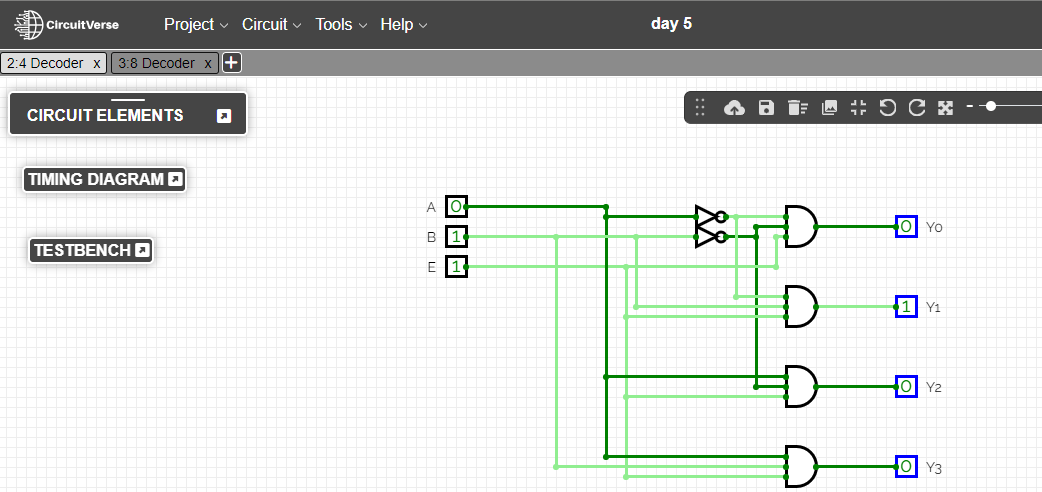 CircuitVerse Project Circuit Tools Help day 5
2:4 Decoder x 3:8 Decoder x +
CIRCUIT ELEMENTS
TIMING DIAGRAM
TESTBENCH
A 0
B 1
E 1
0 Y0
1 Y1
0 Y2
0 Y3